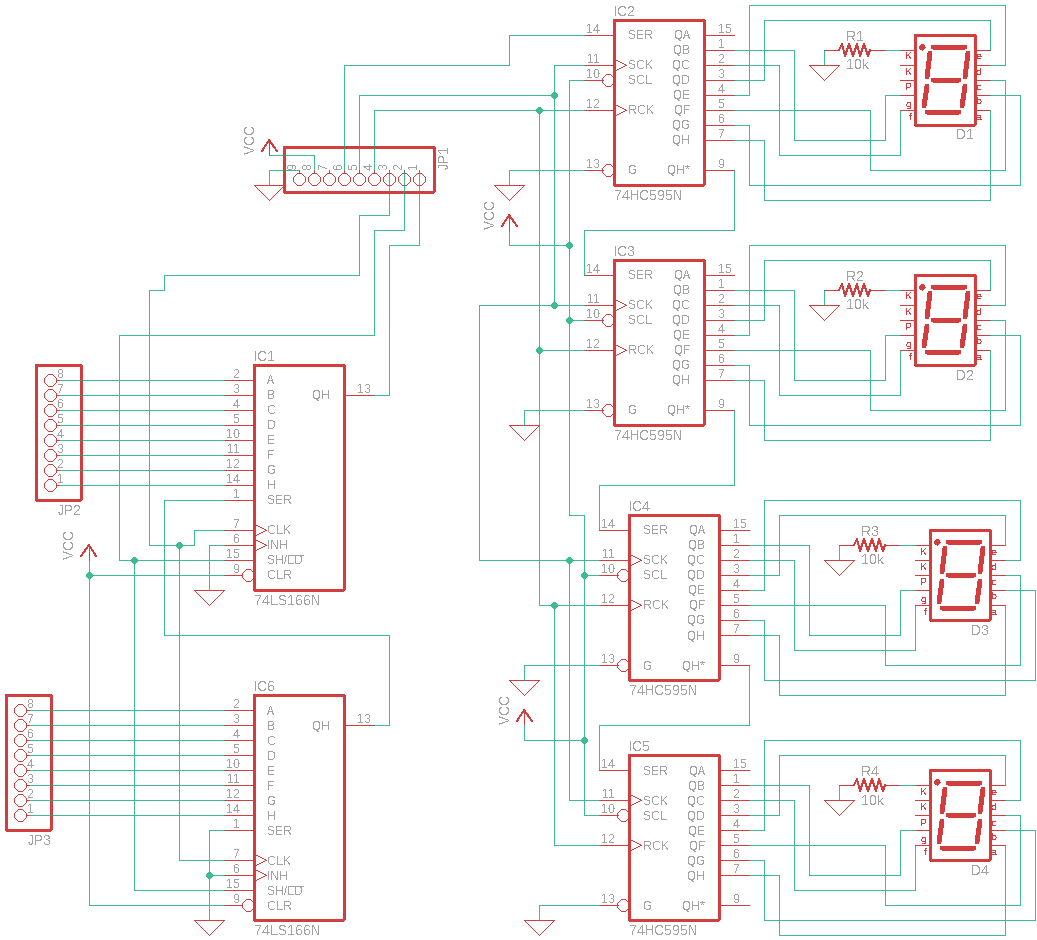 IC2
14 SER QA 15
QB 1
11 SCK QC 2
10 SCL QD 3
QE 4
12 RCK QF 5
QG 6
QH 7
13 G QH* 9
74HC595N
R1
10k
K
K
P
g
f
e
d
c
b
a
D1
VCC
JP1
9 8 7 6 5 4 3 2 1
VCC
IC3
14 SER QA 15
QB 1
11 SCK QC 2
10 SCL QD 3
QE 4
12 RCK QF 5
QG 6
QH 7
13 G QH* 9
74HC595N
R2
10k
K
K
P
g
f
e
d
c
b
a
D2
JP2
8
7
6
5
4
3
2
1
VCC
IC1
2 A
3 B QH 13
4 C
5 D
10 E
11 F
12 G
14 H
1 SER
7 CLK
6 INH
15 SH/LD
9 CLR
74LS166N
IC4
14 SER QA 15
QB 1
11 SCK QC 2
10 SCL QD 3
QE 4
12 RCK QF 5
QG 6
QH 7
13 G QH* 9
74HC595N
R3
10k
K
K
P
g
f
e
d
c
b
a
D3
VCC
JP3
8
7
6
5
4
3
2
1
IC6
2 A
3 B QH 13
4 C
5 D
10 E
11 F
12 G
14 H
1 SER
7 CLK
6 INH
15 SH/LD
9 CLR
74LS166N
IC5
14 SER QA 15
QB 1
11 SCK QC 2
10 SCL QD 3
QE 4
12 RCK QF 5
QG 6
QH 7
13 G QH* 9
74HC595N
R4
10k
K
K
P
g
f
e
d
c
b
a
D4